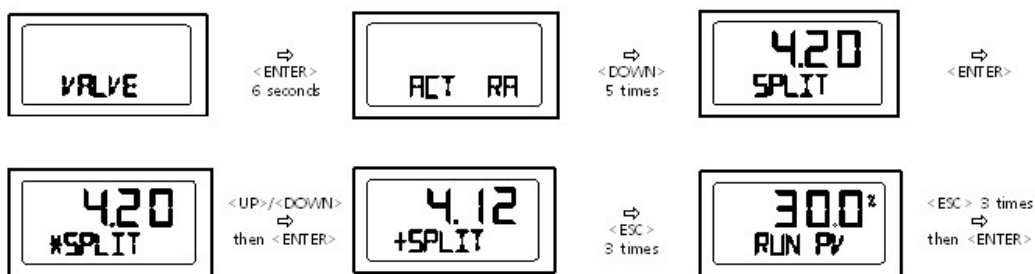 VALVE
⇨
<ENTER>
6 seconds
ACT RA
⇨
<DOWN>
5 times
4.20
SPLIT
⇨
<ENTER>
4.20
*SPLIT
<UP>/<DOWN>
⇨
then <ENTER>
4.12
+SPLIT
⇨
<ESC>
3 times
30.0%
RUN PV
<ESC> 3 times
⇨
then <ENTER>